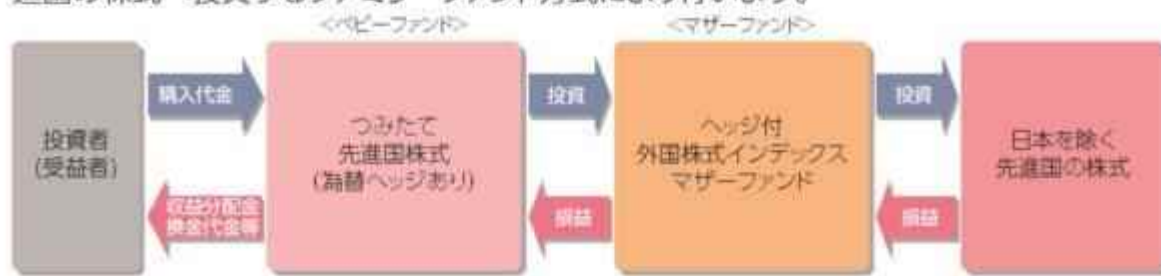 <ベビーファンド>
<マザーファンド>
投資者
(受益者)
購入代金
収益分配金
換金代金等
つみたて
先進国株式
(為替ヘッジあり)
投資
損益
ヘッジ付
外国株式インデックス
マザーファンド
投資
損益
日本を除く
先進国の株式